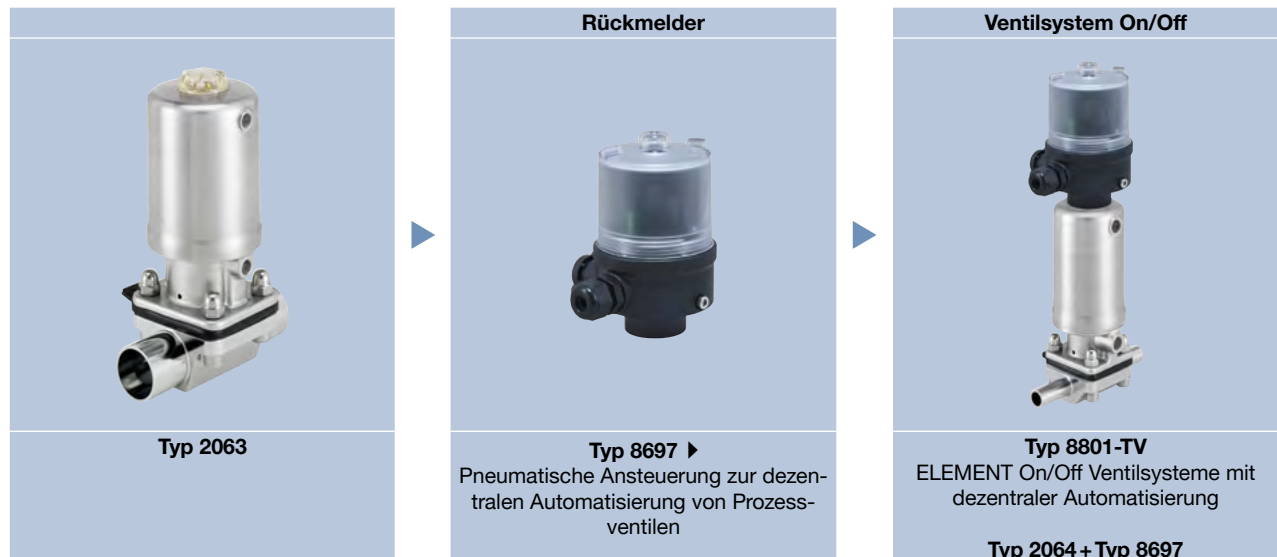 Rückmelder
Ventilsystem On/Off
Typ 2063
Typ 8697
Pneumatische Ansteuerung zur dezen-
tralen Automatisierung von Prozess-
ventilen
Typ 8801-TV
ELEMENT On/Off Ventilsysteme mit
dezentraler Automatisierung
Typ 2064 + Typ 8697